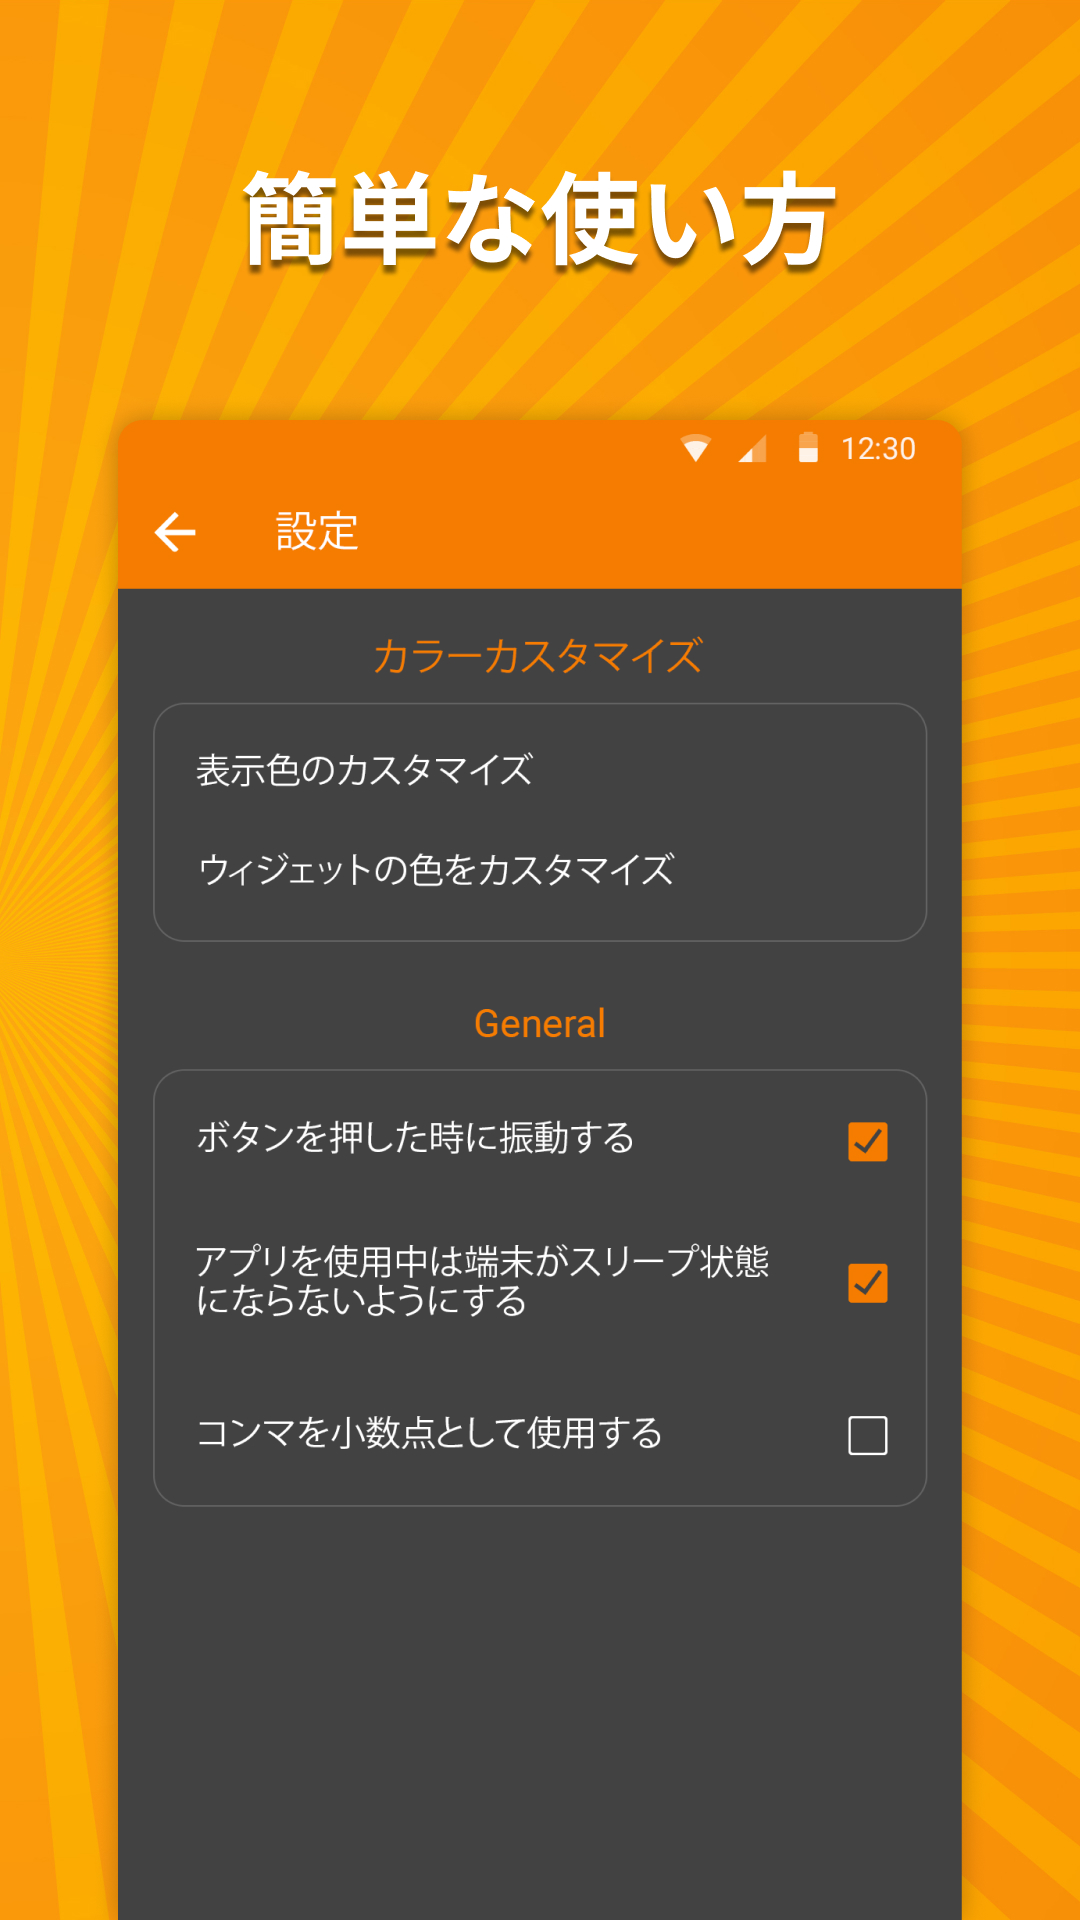 簡単な使い方
12:30
設定
カラーカスタマイズ
表示色のカスタマイズ
ウィジェットの色をカスタマイズ
General
ボタンを押した時に振動する
アプリを使用中は端末がスリープ状態
にならないようにする
コンマを小数点として使用する